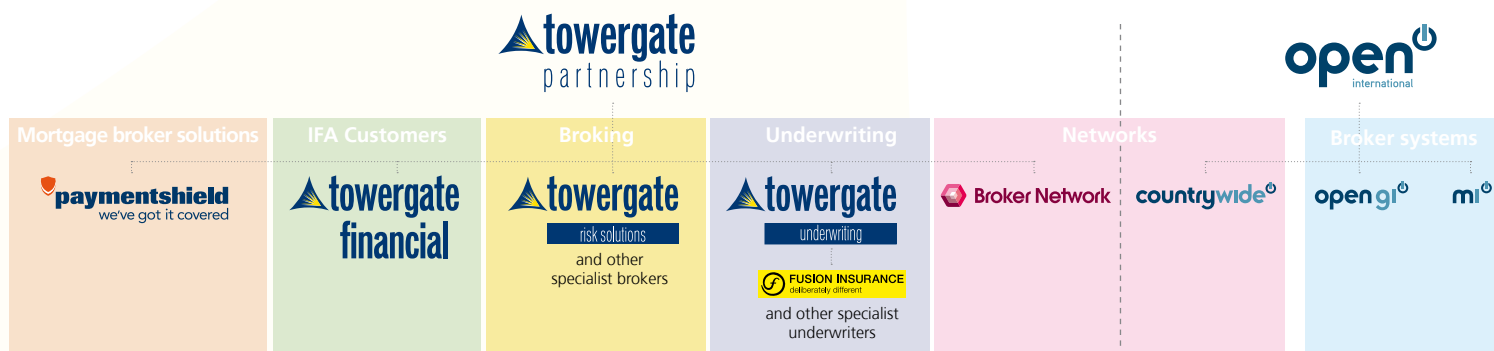 towergate
partnership
open
international
Mortgage broker solutions
IFA Customers
Broking
Underwriting
Networks
Broker systems
paymentshield
we've got it covered
towergate
financial
towergate
risk solutions
and other
specialist brokers
towergate
underwriting
FUSION INSURANCE
deliberately different
and other specialist
underwriters
Broker Network
countrywide
open gi
mi